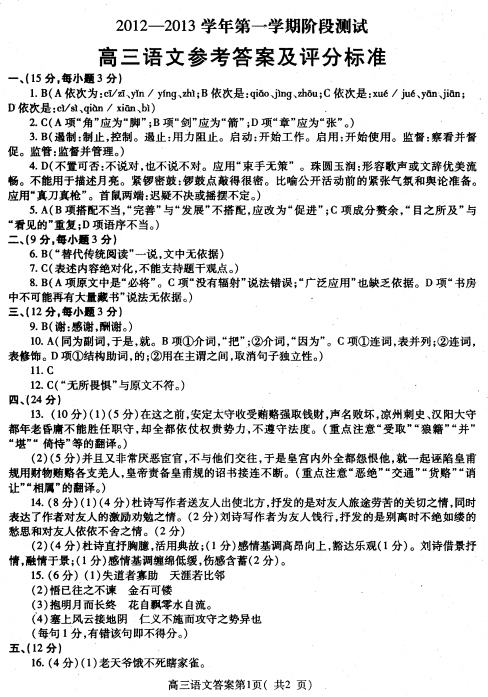 2012—2013 学年第一学期阶段测试
高三语文参考答案及评分标准
一、(15 分,每小题 3 分)
1. B(A 依次为:cī/zī、yǐn / yíng、zhì;B 依次是:qiāo、jìng、zhōu;C 依次是:xué / jué、yān、jiān;
D 依次是:cì/sì、qiàn / xiān、bì)
2. C(A 项“角”应为“脚”;B 项“剑”应为“箭”;D 项“章”应为“张”。)
3. B(遏制:制止,控制。遏止:用力阻止。启动:开始工作。启用:开始使用。监督:察看并督
促。监管:监督并管理。)
4. D(不置可否:不说对,也不说不对。应用“束手无策” 。珠圆玉润:形容歌声或文辞优美流
畅。不能用于描述月亮。紧锣密鼓:锣鼓点敲得很密。比喻公开活动前的紧张气氛和舆论准备。
应用“真刀真枪”。首鼠两端:迟疑不决或摇摆不定。)
5. A(B 项搭配不当,“完善”与“发展”不搭配,应改为“促进”;C 项成分赘余,“目之所及”与
“看见的”重复;D 项语序不当。)
二、(9 分,每小题 3 分)
6. B(“替代传统阅读”一说,文中无依据)
7. C(表述内容绝对化,不能支持题干观点。)
8. B(A 项原文中是“必将”。C 项“没有辐射”说法错误;“广泛应用”也缺乏依据。D 项“书房
中不可能再有大量藏书”说法无依据。)
三、(12 分,每小题 3 分)
9. B(谢:感谢,酬谢。)
10. A(同为副词,于是,就。B 项①介词,“把”;②介词,“因为”。C 项①连词,表并列;②连词,
表修饰。D 项①结构助词,的;②用在主谓之间,取消句子独立性。)
11. C
12. C(“无所畏惧”与原文不符。)
四、(24 分)
13. (10 分)(1)(5 分)在这之前,安定太守收受贿赂强取钱财,声名败坏,凉州刺史、汉阳大守
都年老昏庸不能胜任职守,却全都依仗权贵势力,不遵守法度。(重点注意“受取”“狼籍”“并”
“堪”“ 倚恃”等的翻译。)
(2)(5 分)并且又非常厌恶宦官,不与他们交往,于是皇宫内外全都怨恨他,就一起诬陷皇甫
规用财物贿赂各支羌人,皇帝责备皇甫规的诏书接连不断。(重点注意“恶绝”“交通”“货赂”“诮
让”“相属”的翻译。)
14. (8 分)(1)(4 分)杜诗写作者送友人出使北方,抒发的是对友人旅途劳苦的关切之情,同时
表达了作者对友人的激励劝勉之情。(2 分)刘诗写作者为友人饯行,抒发的是别离时不绝如缕的
愁思和对友人依依不舍之情。(2 分)
(2)(4 分)杜诗直抒胸臆,活用典故;(1 分)感情基调高昂向上,豁达乐观(1 分)。刘诗借景抒
情,融情于景;(1 分)感情基调缠绵低缓,伤感含蓄(2 分)。
15. (6 分) (1)失道者寡助 天涯若比邻
(2)悟已往之不谏 金石可镂
(3)抱明月而长终 花自飘零水自流。
(4)塞上风云接地阴 仁义不施而攻守之势异也
(每句 1 分,有错该句即不得分。)
五、(12 分)
16. (4 分)(1)老天爷饿不死瞎家雀。
高三语文答案第1页( 共2 页)